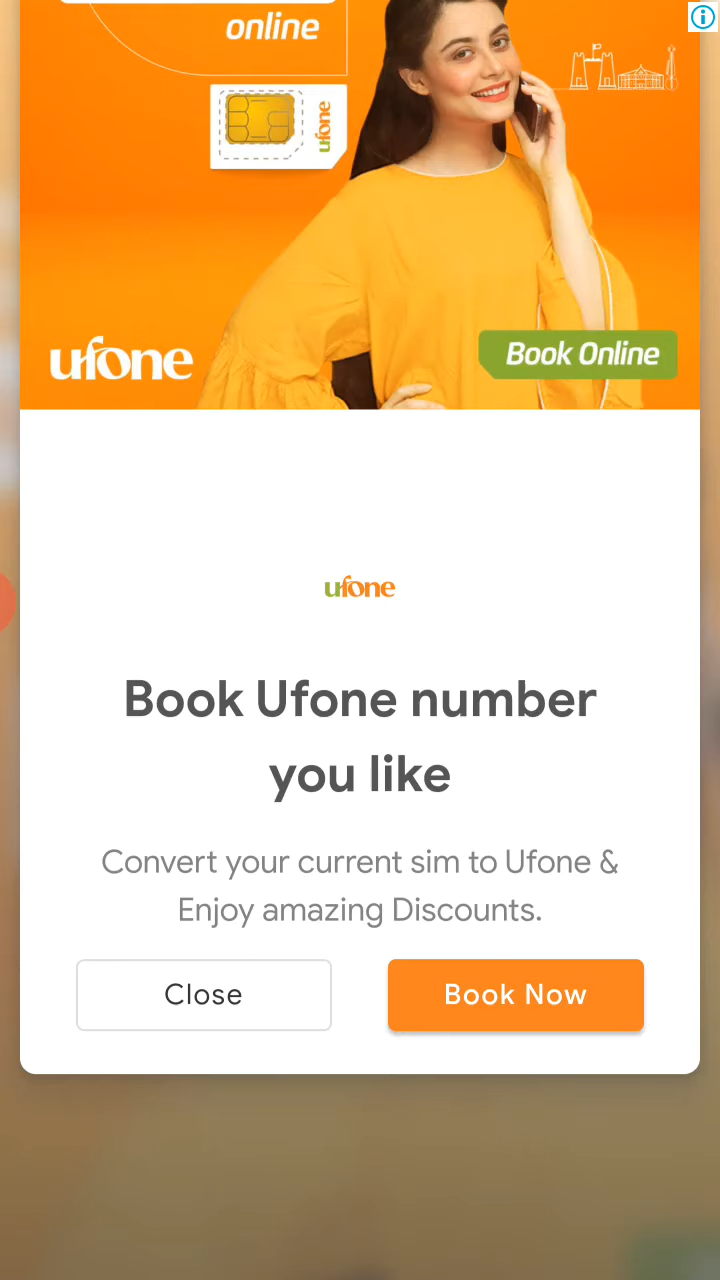 online
ufone
ufone
Book Online
ufone
Book Ufone number
you like
Convert your current sim to Ufone &
Enjoy amazing Discounts.
Close
Book Now